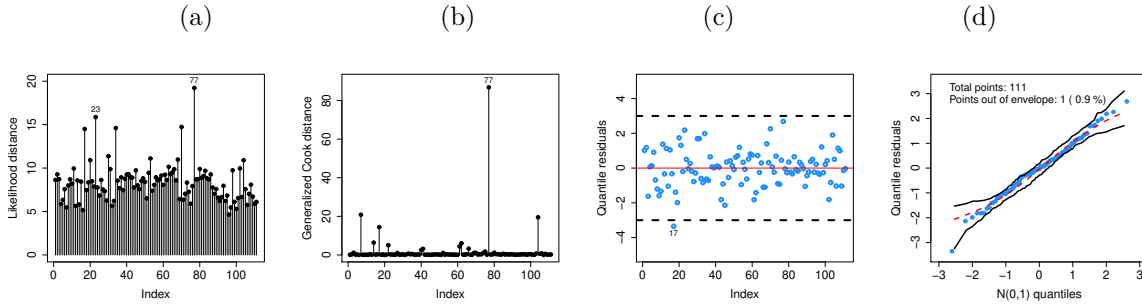 (a)
(b)
(c)
(d)
Likelihood distance
20
15
10
5
0
23
77
0 20 40 60 80 100
Index
Generalized Cook distance
80
60
40
20
0
77
0 20 40 60 80 100
Index
Quantile residuals
4
2
0
−2
−4
17
0 20 40 60 80 100
Index
Quantile residuals
3
2
1
0
−1
−2
−3
Total points: 111
Points out of envelope: 1 ( 0.9 %)
−3 −2 −1 0 1 2 3
N(0,1) quantiles